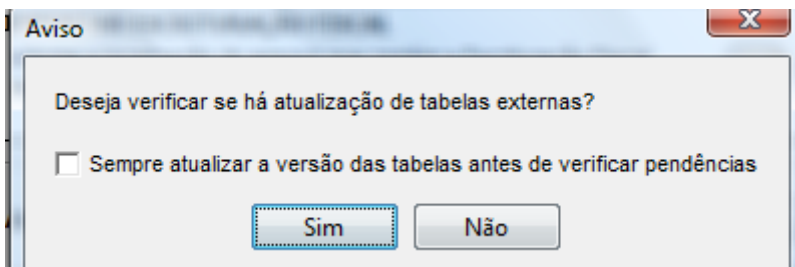 Aviso
Deseja verificar se há atualização de tabelas externas?
Sempre atualizar a versão das tabelas antes de verificar pendências
Sim Não